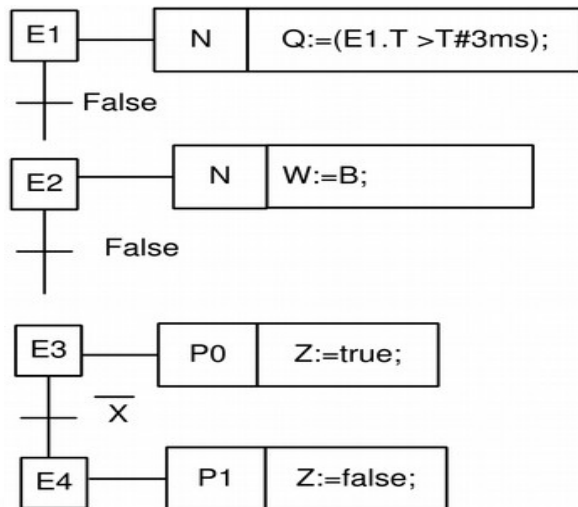 E1 N Q:=(E1.T >T#3ms);
False
E2 N W:=B;
False
E3 P0 Z:=true;
X̅
E4 P1 Z:=false;